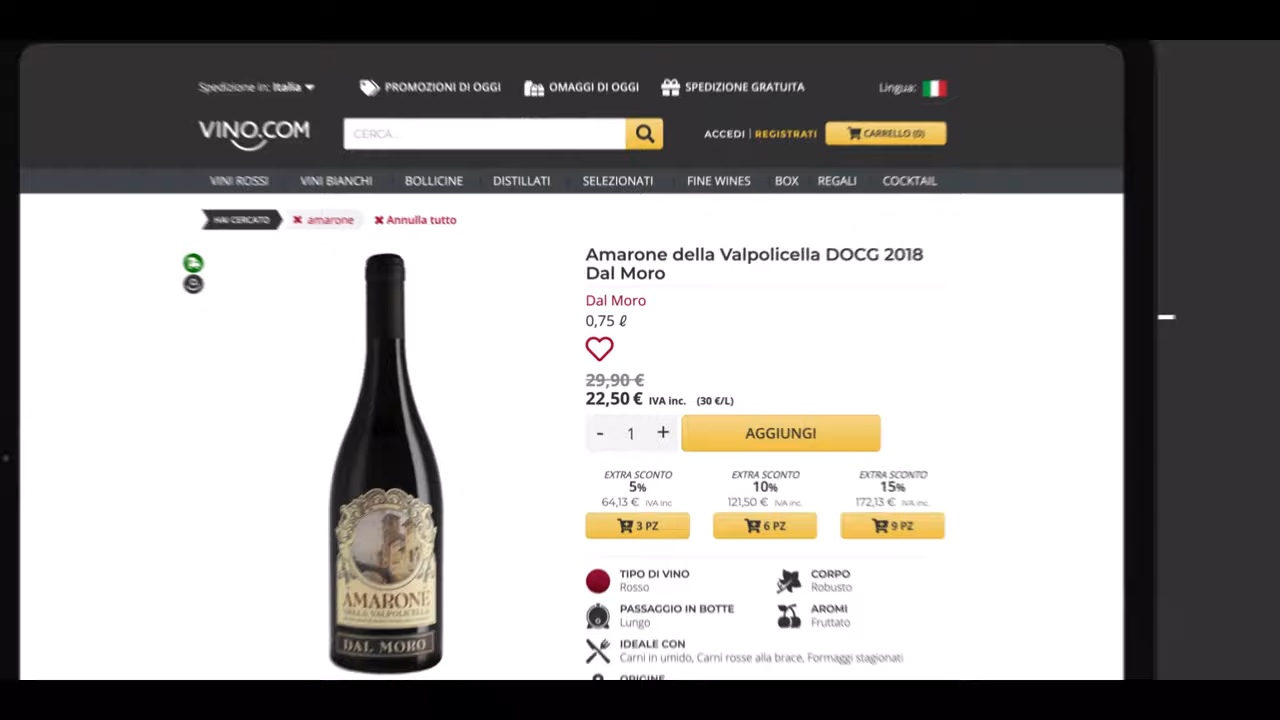 Spedizione in: Italia
PROMOZIONI DI OGGI
OMAGGI DI OGGI
SPEDIZIONE GRATUITA
Lingua:
VINO.COM
CERCA...
ACCEDI | REGISTRATI
CARRELLO (0)
VINI ROSSI VINI BIANCHI BOLLICINE DISTILLATI SELEZIONATI FINE WINES BOX REGALI COCKTAIL
HAI CERCATO
amarone
Annulla tutto
Amarone della Valpolicella DOCG 2018
Dal Moro
Dal Moro
0,75 ℓ
29,90 €
22,50 € IVA inc. (30 €/L)
- 1 +
AGGIUNGI
EXTRA SCONTO
5%
64,13 € IVA inc.
3 PZ
EXTRA SCONTO
10%
121,50 € IVA inc.
6 PZ
EXTRA SCONTO
15%
172,13 € IVA inc.
9 PZ
TIPO DI VINO
Rosso
CORPO
Robusto
PASSAGGIO IN BOTTE
Lungo
AROMI
Fruttato
IDEALE CON
Carni in umido, Carni rosse alla brace, Formaggi stagionati
ORIGINE
AMARONE
DELLA VALPOLICELLA
DAL MORO